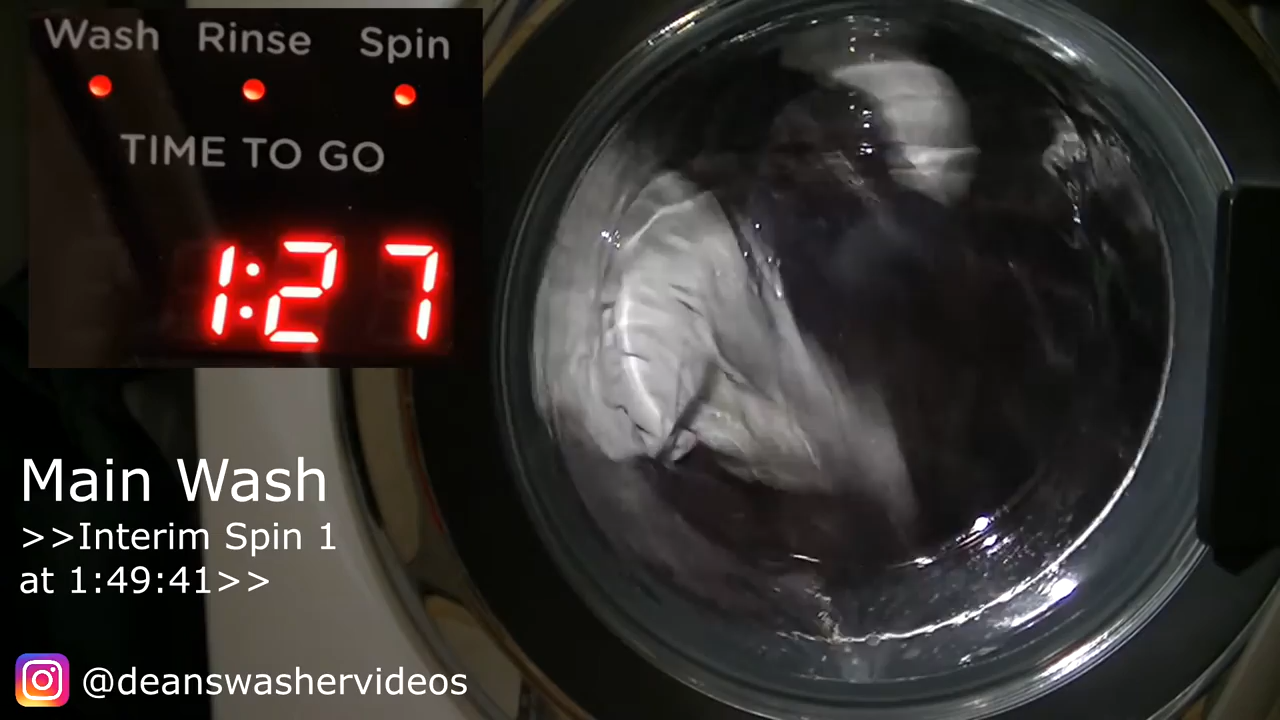 Wash Rinse Spin
TIME TO GO
1:27
Main Wash
>>Interim Spin 1
at 1:49:41>>
@deanswashervideos